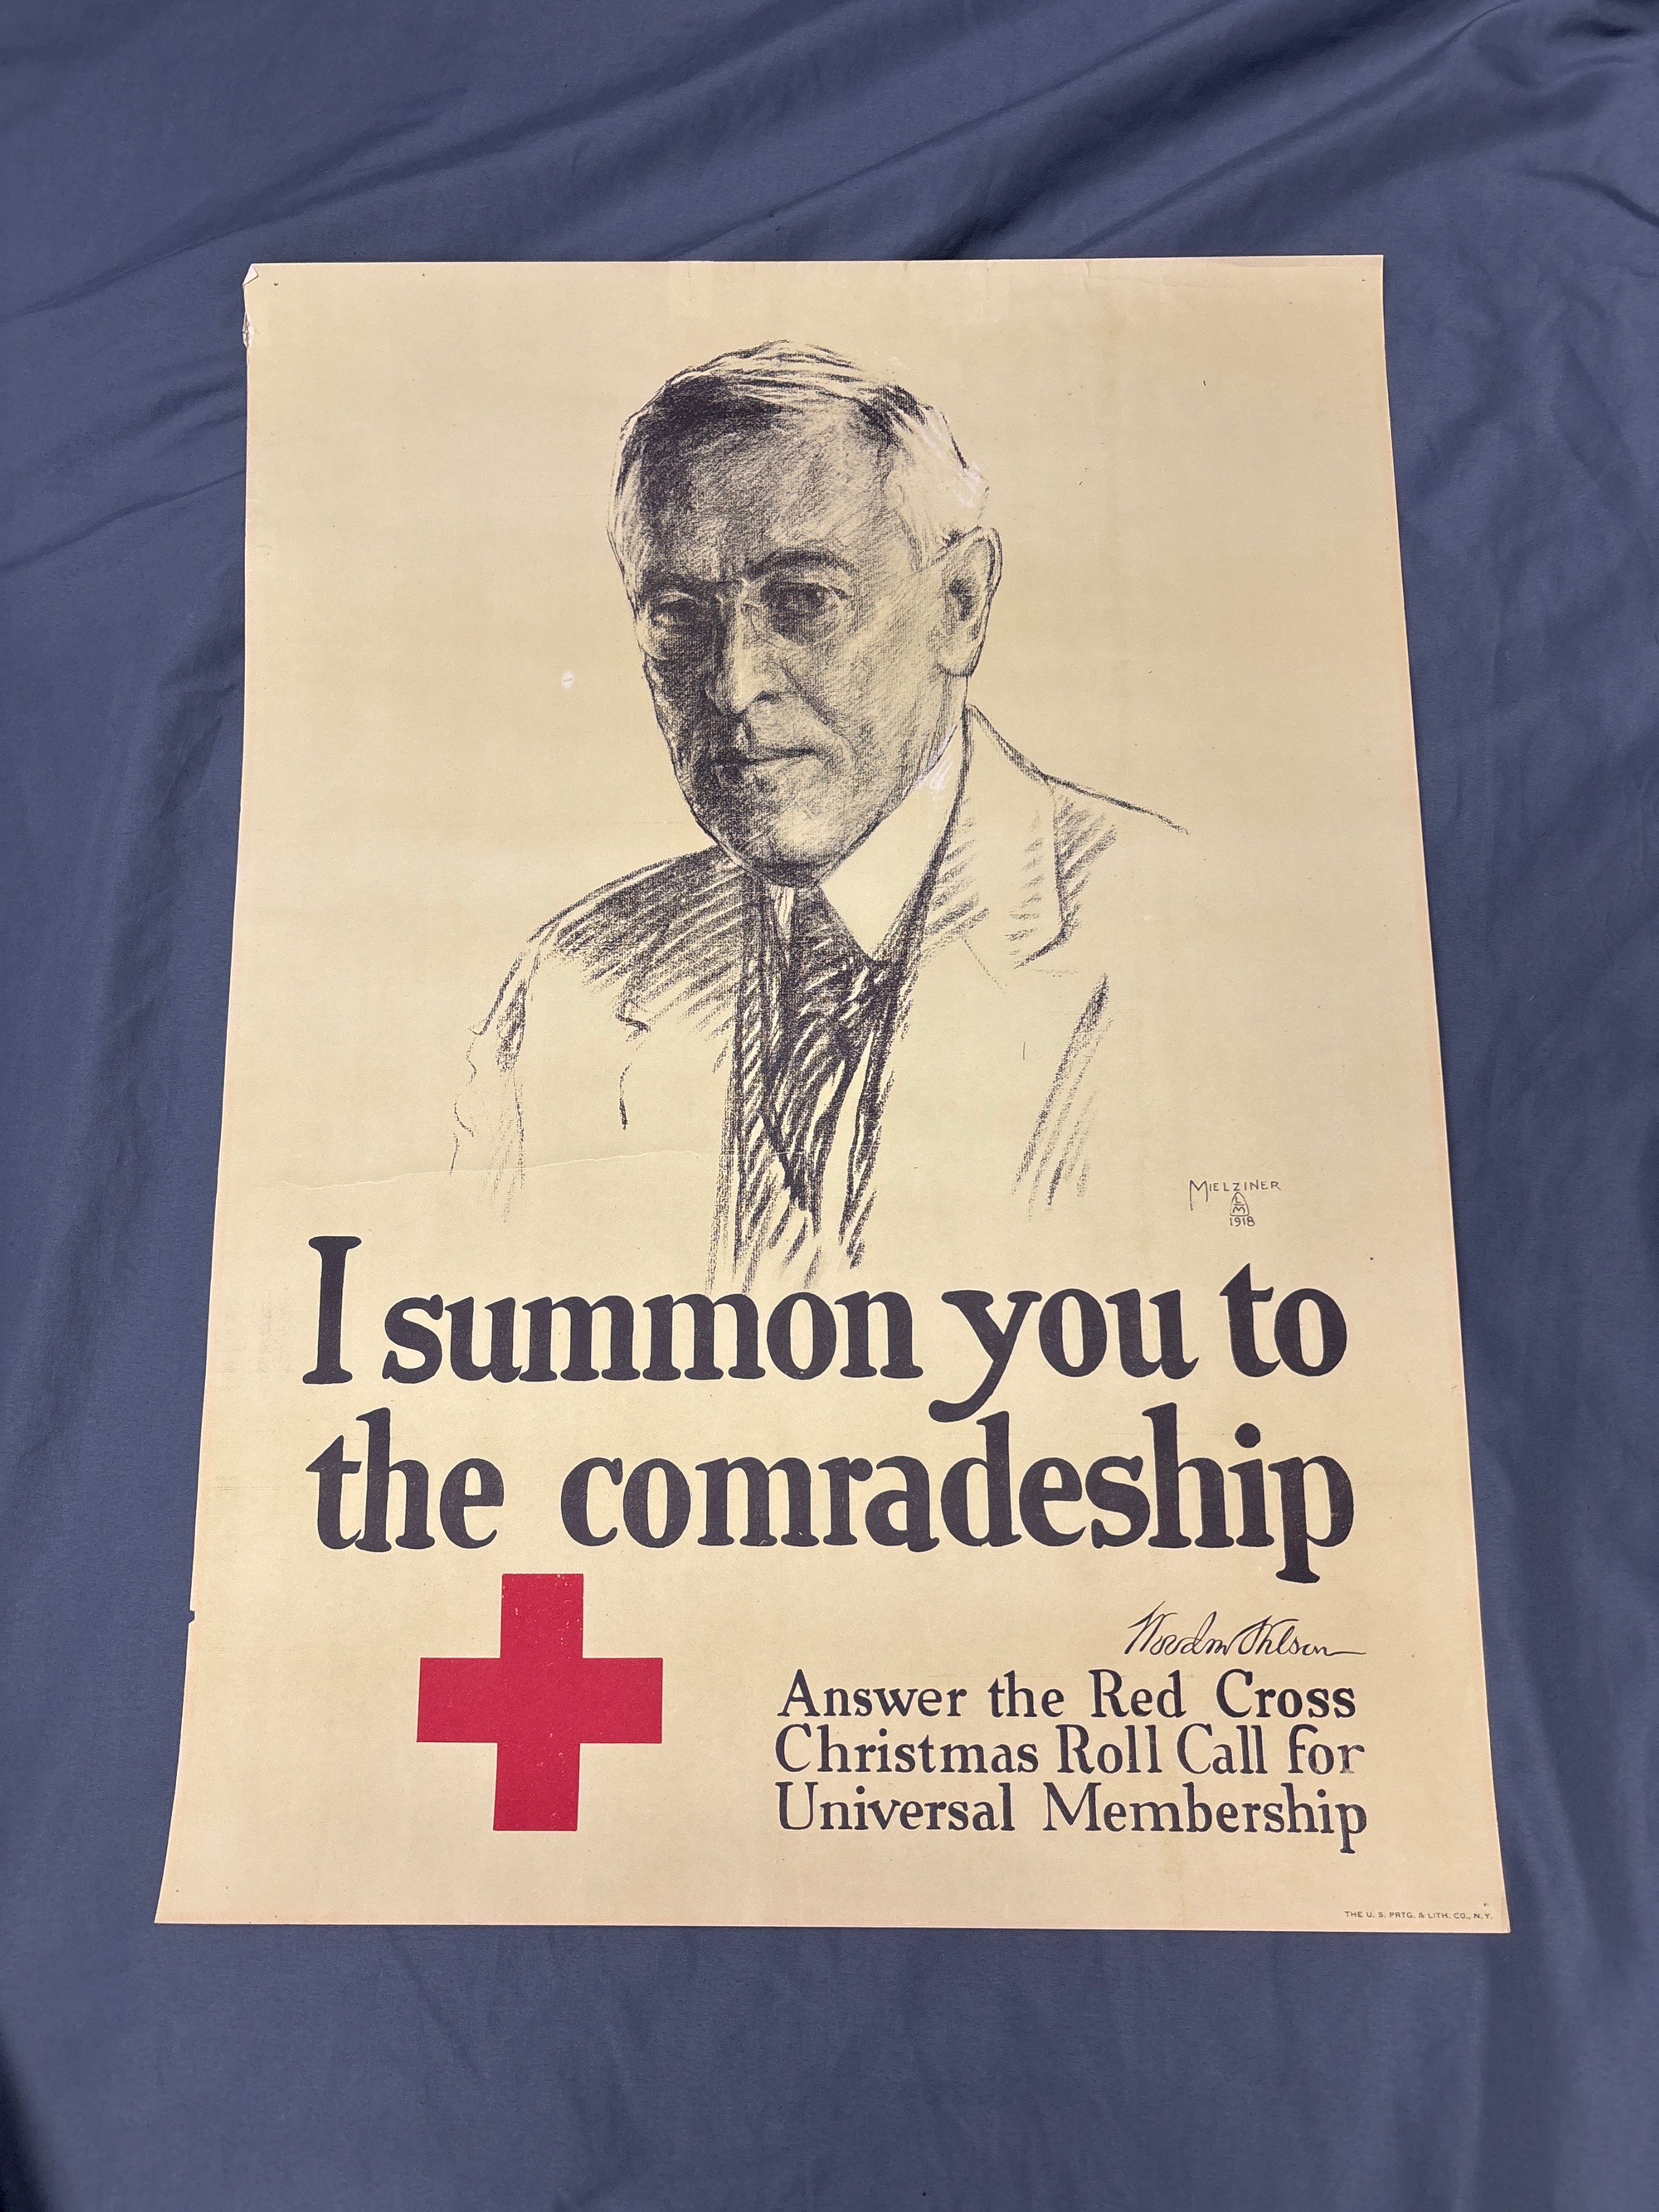 MIELZINER
LM
1918
I summon you to
the comradeship
Woodrow Wilson
Answer the Red Cross
Christmas Roll Call for
Universal Membership
THE U. S. PRTG. & LITH. CO., N. Y.